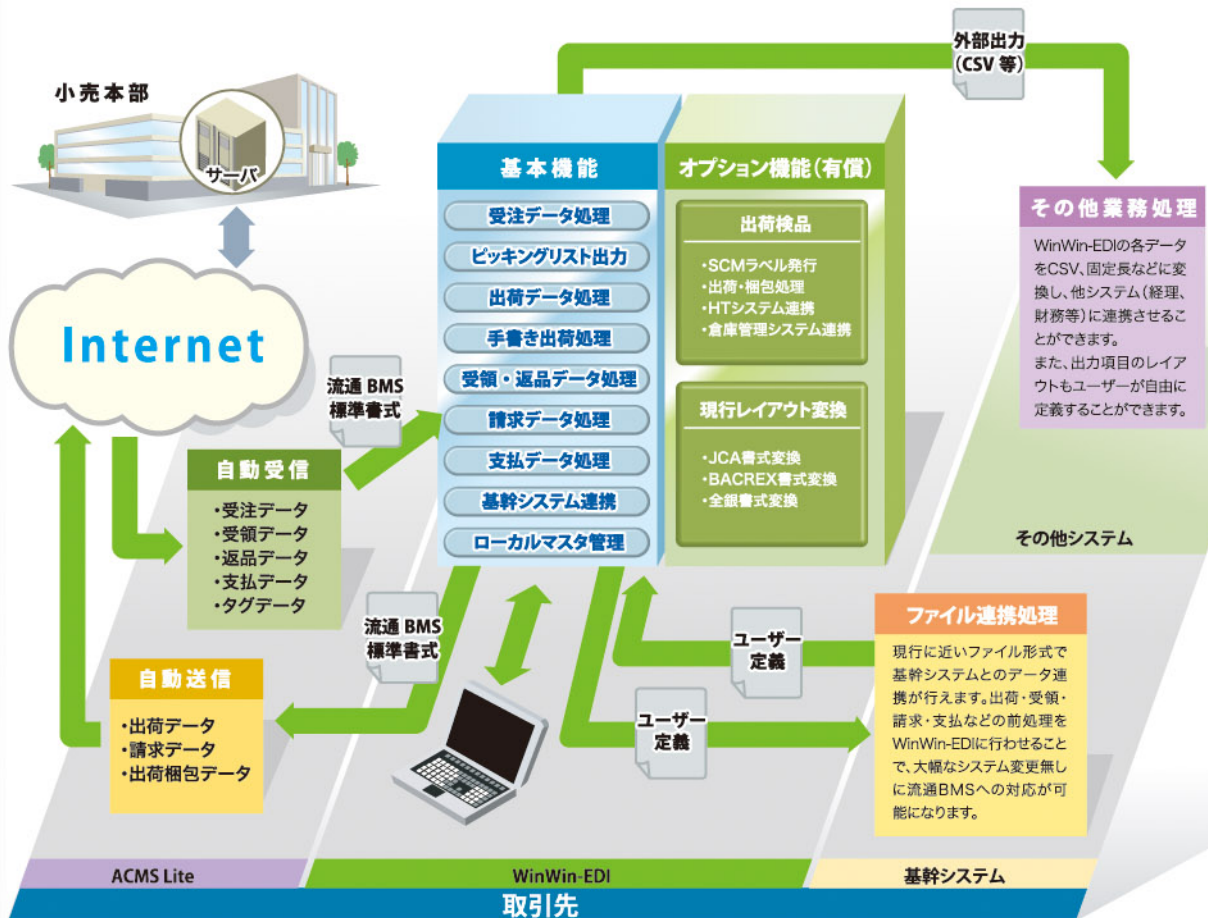 外部出力
(CSV 等)
小売本部
サーバ
Internet
流通 BMS
標準書式
自動受信
・受注データ
・受領データ
・返品データ
・支払データ
・タグデータ
自動送信
・出荷データ
・請求データ
・出荷梱包データ
流通 BMS
標準書式
基本機能
受注データ処理
ピッキングリスト出力
出荷データ処理
手書き出荷処理
受領・返品データ処理
請求データ処理
支払データ処理
基幹システム連携
ローカルマスタ管理
オプション機能(有償)
出荷検品
・SCMラベル発行
・出荷・梱包処理
・HTシステム連携
・倉庫管理システム連携
現行レイアウト変換
・JCA書式変換
・BACREX書式変換
・全銀書式変換
その他業務処理
WinWin-EDIの各データ
をCSV、固定長などに変
換し、他システム(経理、
財務等)に連携させるこ
とができます。
また、出力項目のレイア
ウトもユーザーが自由に
定義することができます。
その他システム
ユーザー
定義
ユーザー
定義
ファイル連携処理
現行に近いファイル形式で
基幹システムとのデータ連
携が行えます。出荷・受領・
請求・支払などの前処理を
WinWin-EDIに行わせること
で、大幅なシステム変更無し
に流通BMSへの対応が可
能になります。
ACMS Lite
WinWin-EDI
基幹システム
取引先